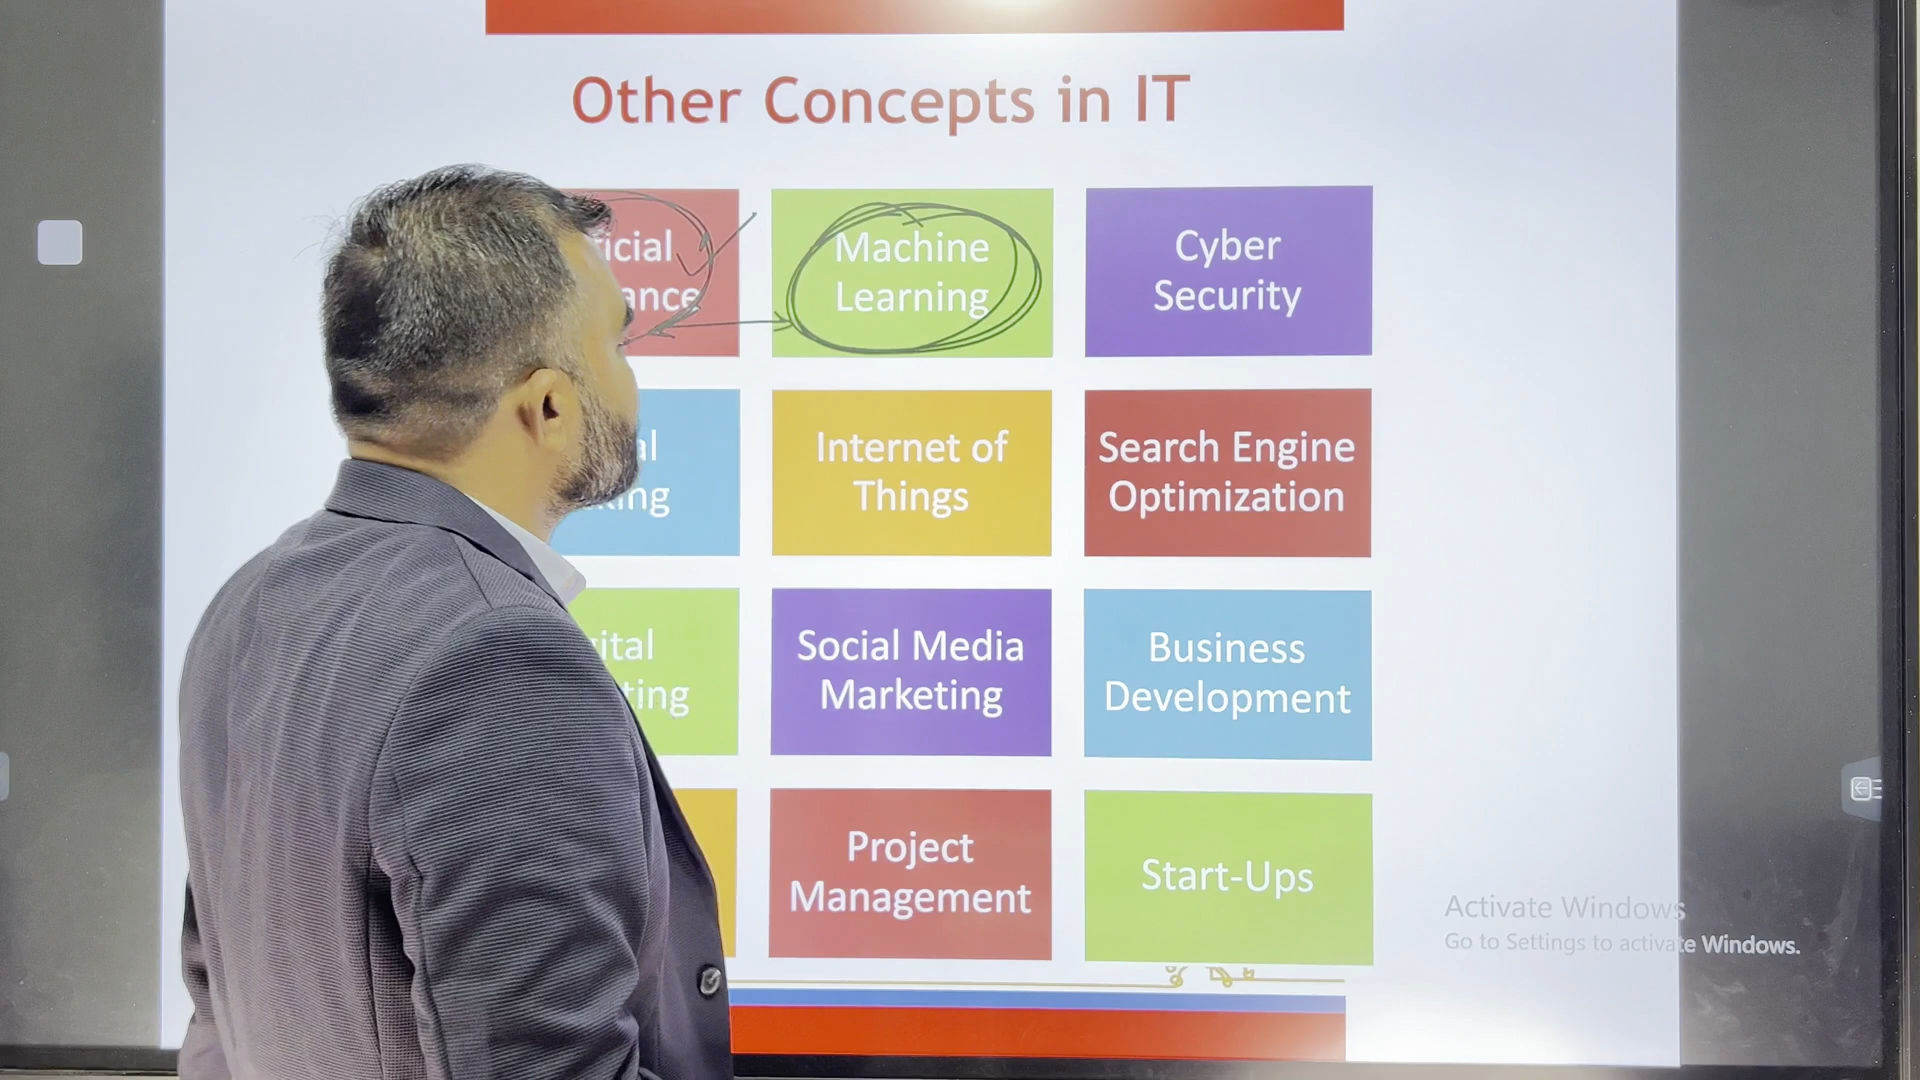 Other Concepts in IT
Machine
Learning
Cyber
Security
Internet of
Things
Search Engine
Optimization
Social Media
Marketing
Business
Development
Project
Management
Start-Ups
Activate Windows
Go to Settings to activate Windows.